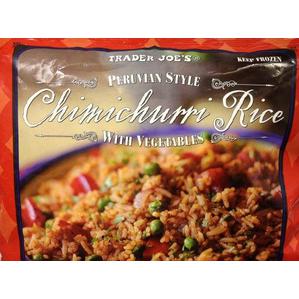 TRADER JOE'S®
KEEP FROZEN
PERUVIAN STYLE
Chimichurri Rice
WITH VEGETABLES